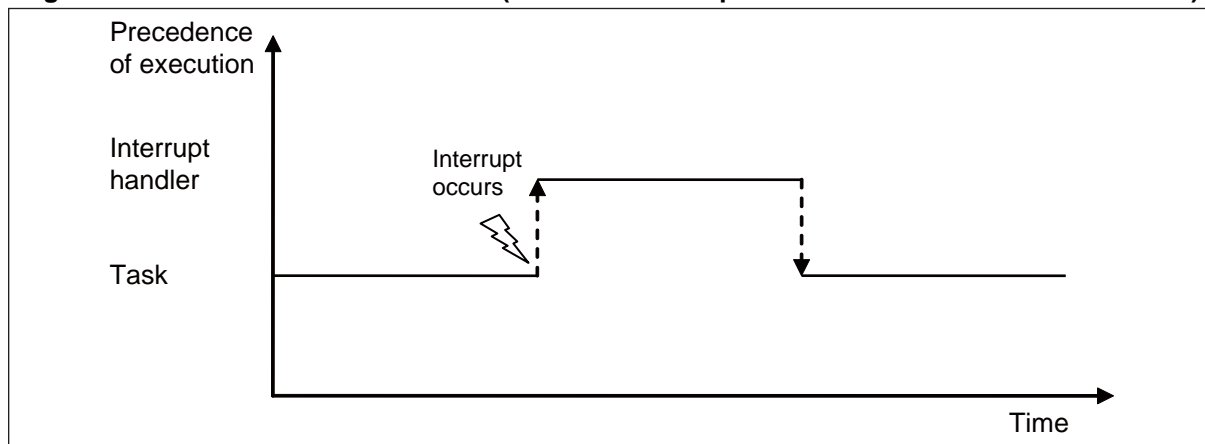 Precedence
of execution
Interrupt
handler
Interrupt
occurs
Task
Time